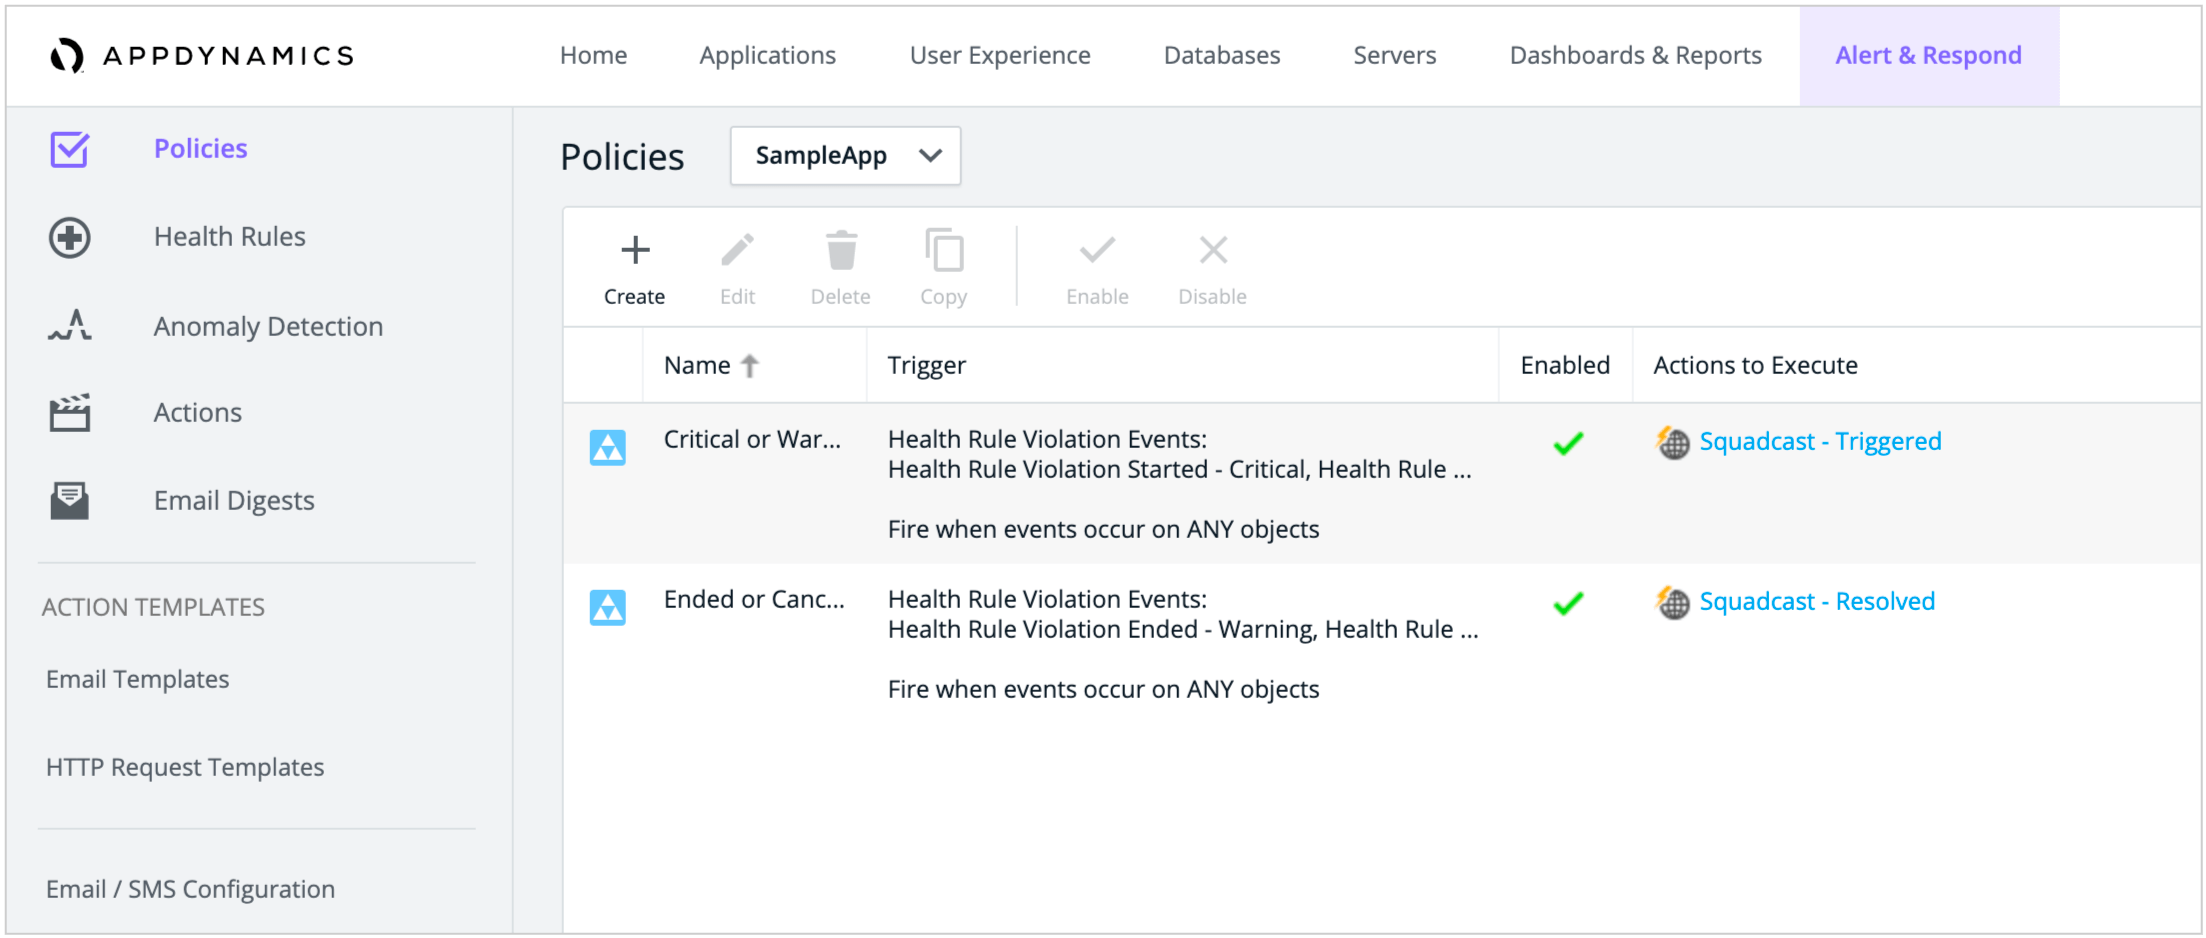 APPDYNAMICS
Home
Applications
User Experience
Databases
Servers
Dashboards & Reports
Alert & Respond
Policies
Health Rules
Anomaly Detection
Actions
Email Digests
ACTION TEMPLATES
Email Templates
HTTP Request Templates
Email / SMS Configuration
Policies
SampleApp
Create
Edit
Delete
Copy
Enable
Disable
Name
Trigger
Enabled
Actions to Execute
Critical or War...
Health Rule Violation Events:
Health Rule Violation Started - Critical, Health Rule ...
Fire when events occur on ANY objects
Squadcast - Triggered
Ended or Canc...
Health Rule Violation Events:
Health Rule Violation Ended - Warning, Health Rule ...
Fire when events occur on ANY objects
Squadcast - Resolved